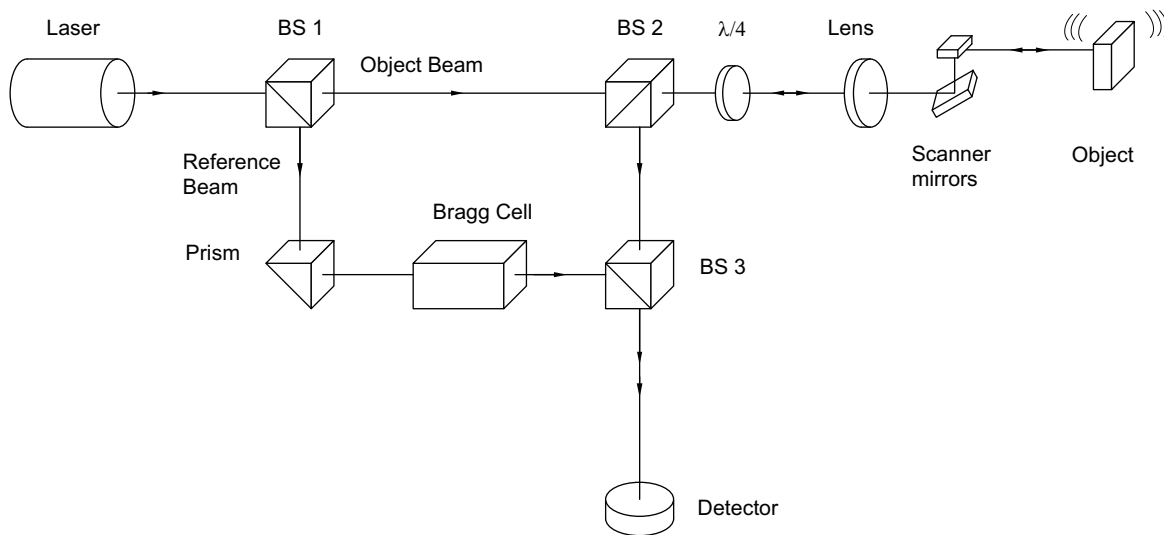 Laser
BS 1
BS 2
λ/4
Lens
Object Beam
Scanner
mirrors
Object
Reference
Beam
Bragg Cell
Prism
BS 3
Detector